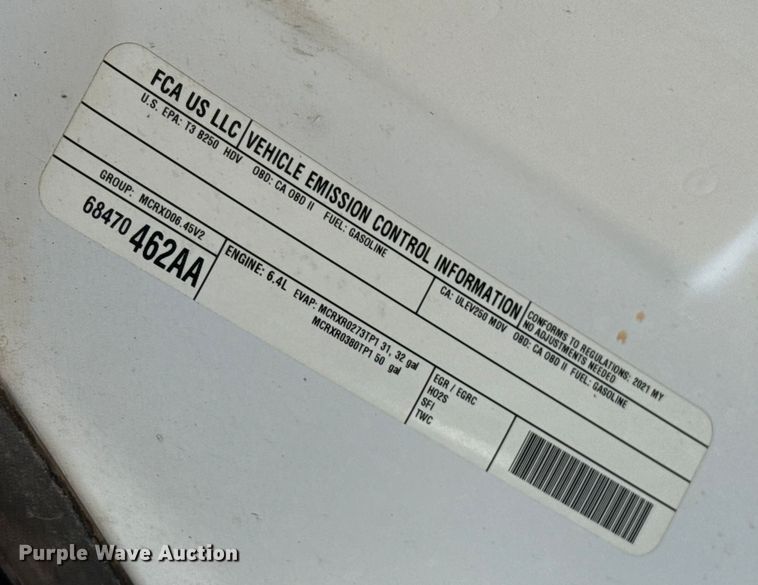 FCA US LLC VEHICLE EMISSION CONTROL INFORMATION
CONFORMS TO REGULATIONS: 2021 MY
NO ADJUSTMENTS NEEDED
U.S. EPA: T3 B250 HDV OBD: CA OBD II FUEL: GASOLINE
CA: ULEV250 MDV OBD: CA OBD II FUEL: GASOLINE
GROUP: MCRXD06.45V2
68470462AA
ENGINE: 6.4L EVAP: MCRXR0273TP1 31, 32 gal
MCRXR0380TP1 50 gal
EGR / EGRC
HO2S
SFI
TWC
Purple Wave Auction